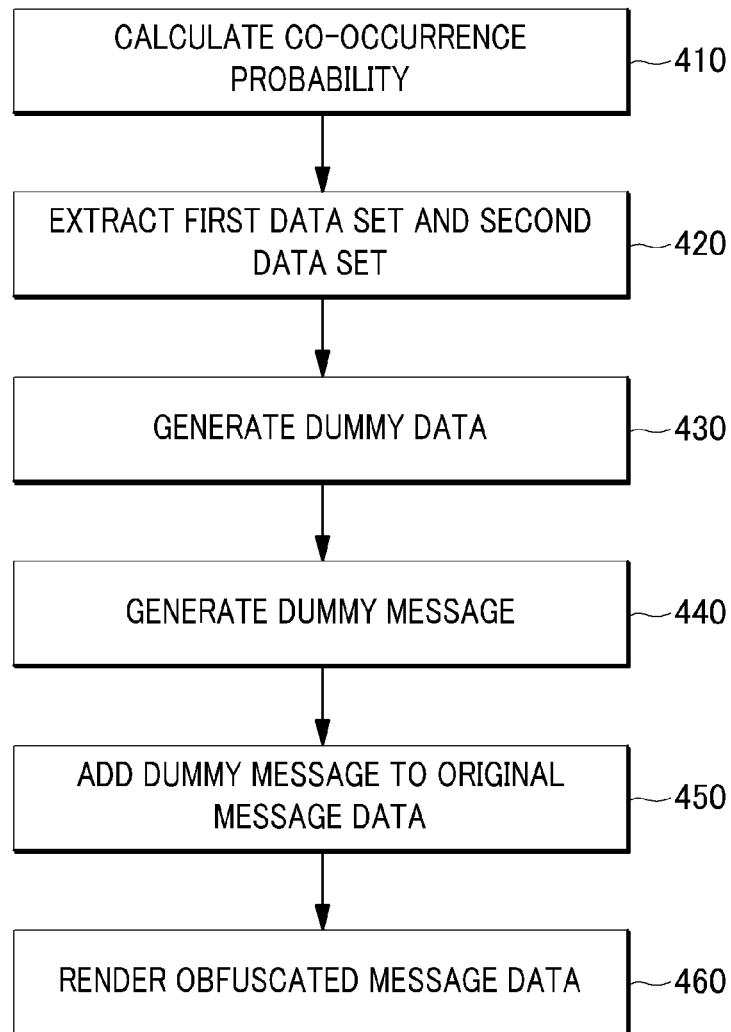 CALCULATE CO-OCCURRENCE
PROBABILITY
410
EXTRACT FIRST DATA SET AND SECOND
DATA SET
420
GENERATE DUMMY DATA
430
GENERATE DUMMY MESSAGE
440
ADD DUMMY MESSAGE TO ORIGINAL
MESSAGE DATA
450
RENDER OBFUSCATED MESSAGE DATA
460